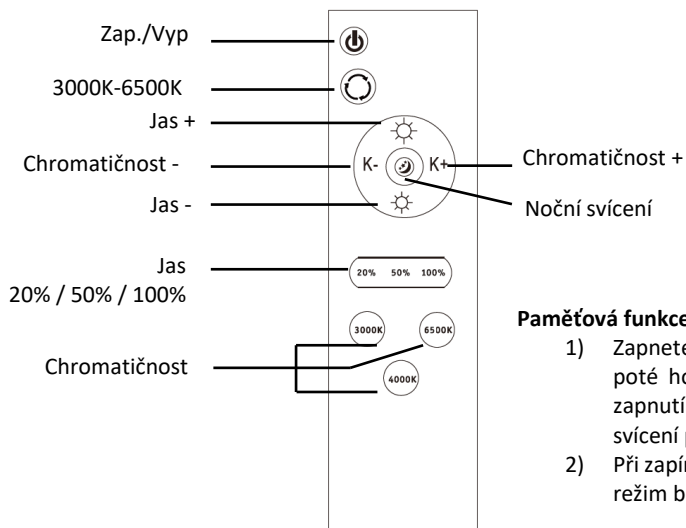 Zap./Vyp
3000K-6500K
Jas +
Chromatičnost -
K-
K+
Chromatičnost +
Noční svícení
Jas -
Jas
20% / 50% / 100%
20% 50% 100%
3000K
6500K
Chromatičnost
4000K
Paměťová funkce
1) Zapnete
poté ho
zapnutí
svícení p
2) Při zapín
režim b